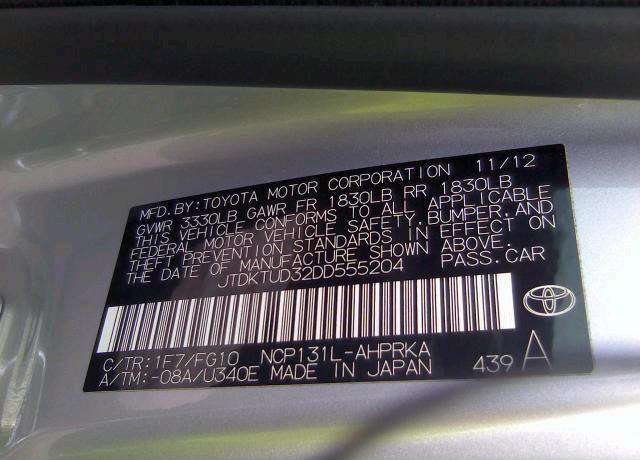 MFD.BY:TOYOTA MOTOR CORPORATION 11/12
GVWR 3330LB GAWR FR 1830LB RR 1830LB
THIS VEHICLE CONFORMS TO ALL APPLICABLE
FEDERAL MOTOR VEHICLE SAFETY,BUMPER,AND
THEFT PREVENTION STANDARDS IN EFFECT ON
THE DATE OF MANUFACTURE SHOWN ABOVE.
JTDKTUD32DD555204 PASS.CAR
C/TR:1F7/FG10 NCP131L-AHPRKA
A/TM:-08A/U340E MADE IN JAPAN 439 A